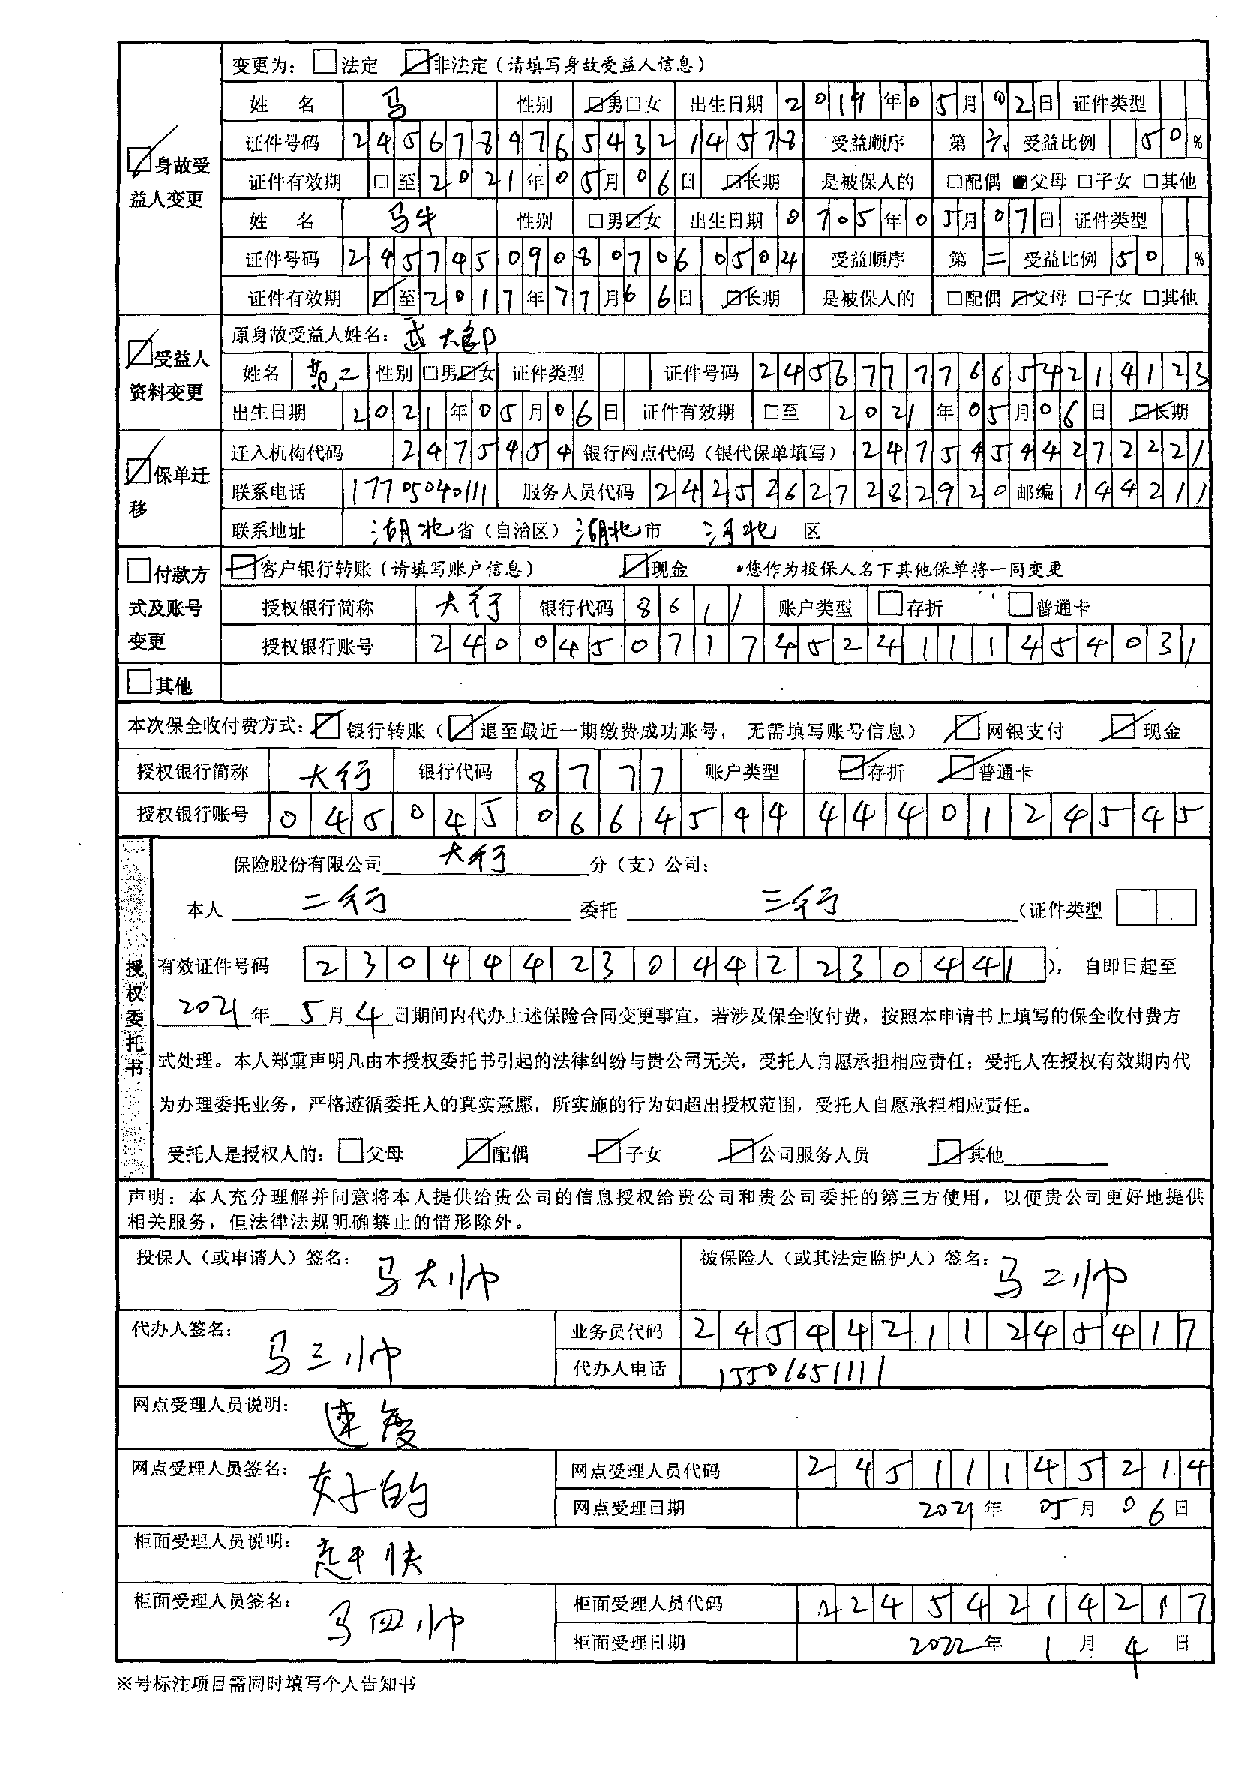 变更为：□法定 ☑非法定（请填写身故受益人信息）
☑身故受益人变更
姓 名 马 性别 ☑男□女 出生日期 2019年05月02日 证件类型
证件号码 245678976543214578 受益顺序 第 受益比例 50%
证件有效期 □至2021年05月06日 ☑长期 是被保人的 □配偶 ■父母 □子女 □其他
姓 名 马牛 性别 □男☑女 出生日期 0705年05月07日 证件类型
证件号码 245745090807060504 受益顺序 第二 受益比例 50%
证件有效期 ☑至2017年77月66日 ☑长期 是被保人的 □配偶 ☑父母 □子女 □其他
☑受益人资料变更
原身故受益人姓名：武大郎
姓名 性别 □男☑女 证件类型 证件号码 245677776654214123
出生日期 2021年05月06日 证件有效期 □至 2021年05月06日 ☑长期
☑保单迁移
迁入机构代码 2475454 银行网点代码（银代保单填写） 24754544272221
联系电话 17705040111 服务人员代码 24252627282920 邮编 144211
联系地址 湖北省（自治区）湖北市 河北 区
□付款方式及账号变更
☑客户银行转账（请填写账户信息） ☑现金 *您作为投保人名下其他保单将一同变更
授权银行简称 大行 银行代码 8611 账户类型 □存折 □普通卡
授权银行账号 24004507174524111454031
□其他
本次保全收付费方式：☑银行转账（☑退至最近一期缴费成功账号，无需填写账号信息） ☑网银支付 ☑现金
授权银行简称 大行 银行代码 8777 账户类型 ☑存折 ☑普通卡
授权银行账号 04504506645944440124545
授权委托书
保险股份有限公司 大行 分（支）公司：
本人 二行 委托 三行 （证件类型
有效证件号码 230444230442230441），自即日起至
2021年5月4日期间内代办上述保险合同变更事宜，若涉及保全收付费，按照本申请书上填写的保全收付费方
式处理。本人郑重声明凡由本授权委托书引起的法律纠纷与贵公司无关，受托人自愿承担相应责任；受托人在授权有效期内代
为办理委托业务，严格遵循委托人的真实意愿，所实施的行为如超出授权范围，受托人自愿承担相应责任。
受托人是授权人的：□父母 ☑配偶 ☑子女 ☑公司服务人员 ☑其他
声明：本人充分理解并同意将本人提供给贵公司的信息授权给贵公司和贵公司委托的第三方使用，以便贵公司更好地提供
相关服务，但法律法规明确禁止的情形除外。
投保人（或申请人）签名：马大帅 被保险人（或其法定监护人）签名：马二帅
代办人签名：马三帅 业务员代码 24544211245417
代办人电话 15501651111
网点受理人员说明：速度
网点受理人员签名：好的 网点受理人员代码 24511145214
网点受理日期 2021年05月06日
柜面受理人员说明：
柜面受理人员签名：马四帅 柜面受理人员代码 22454214217
柜面受理日期 2022年1月4日
※号标注项目需同时填写个人告知书